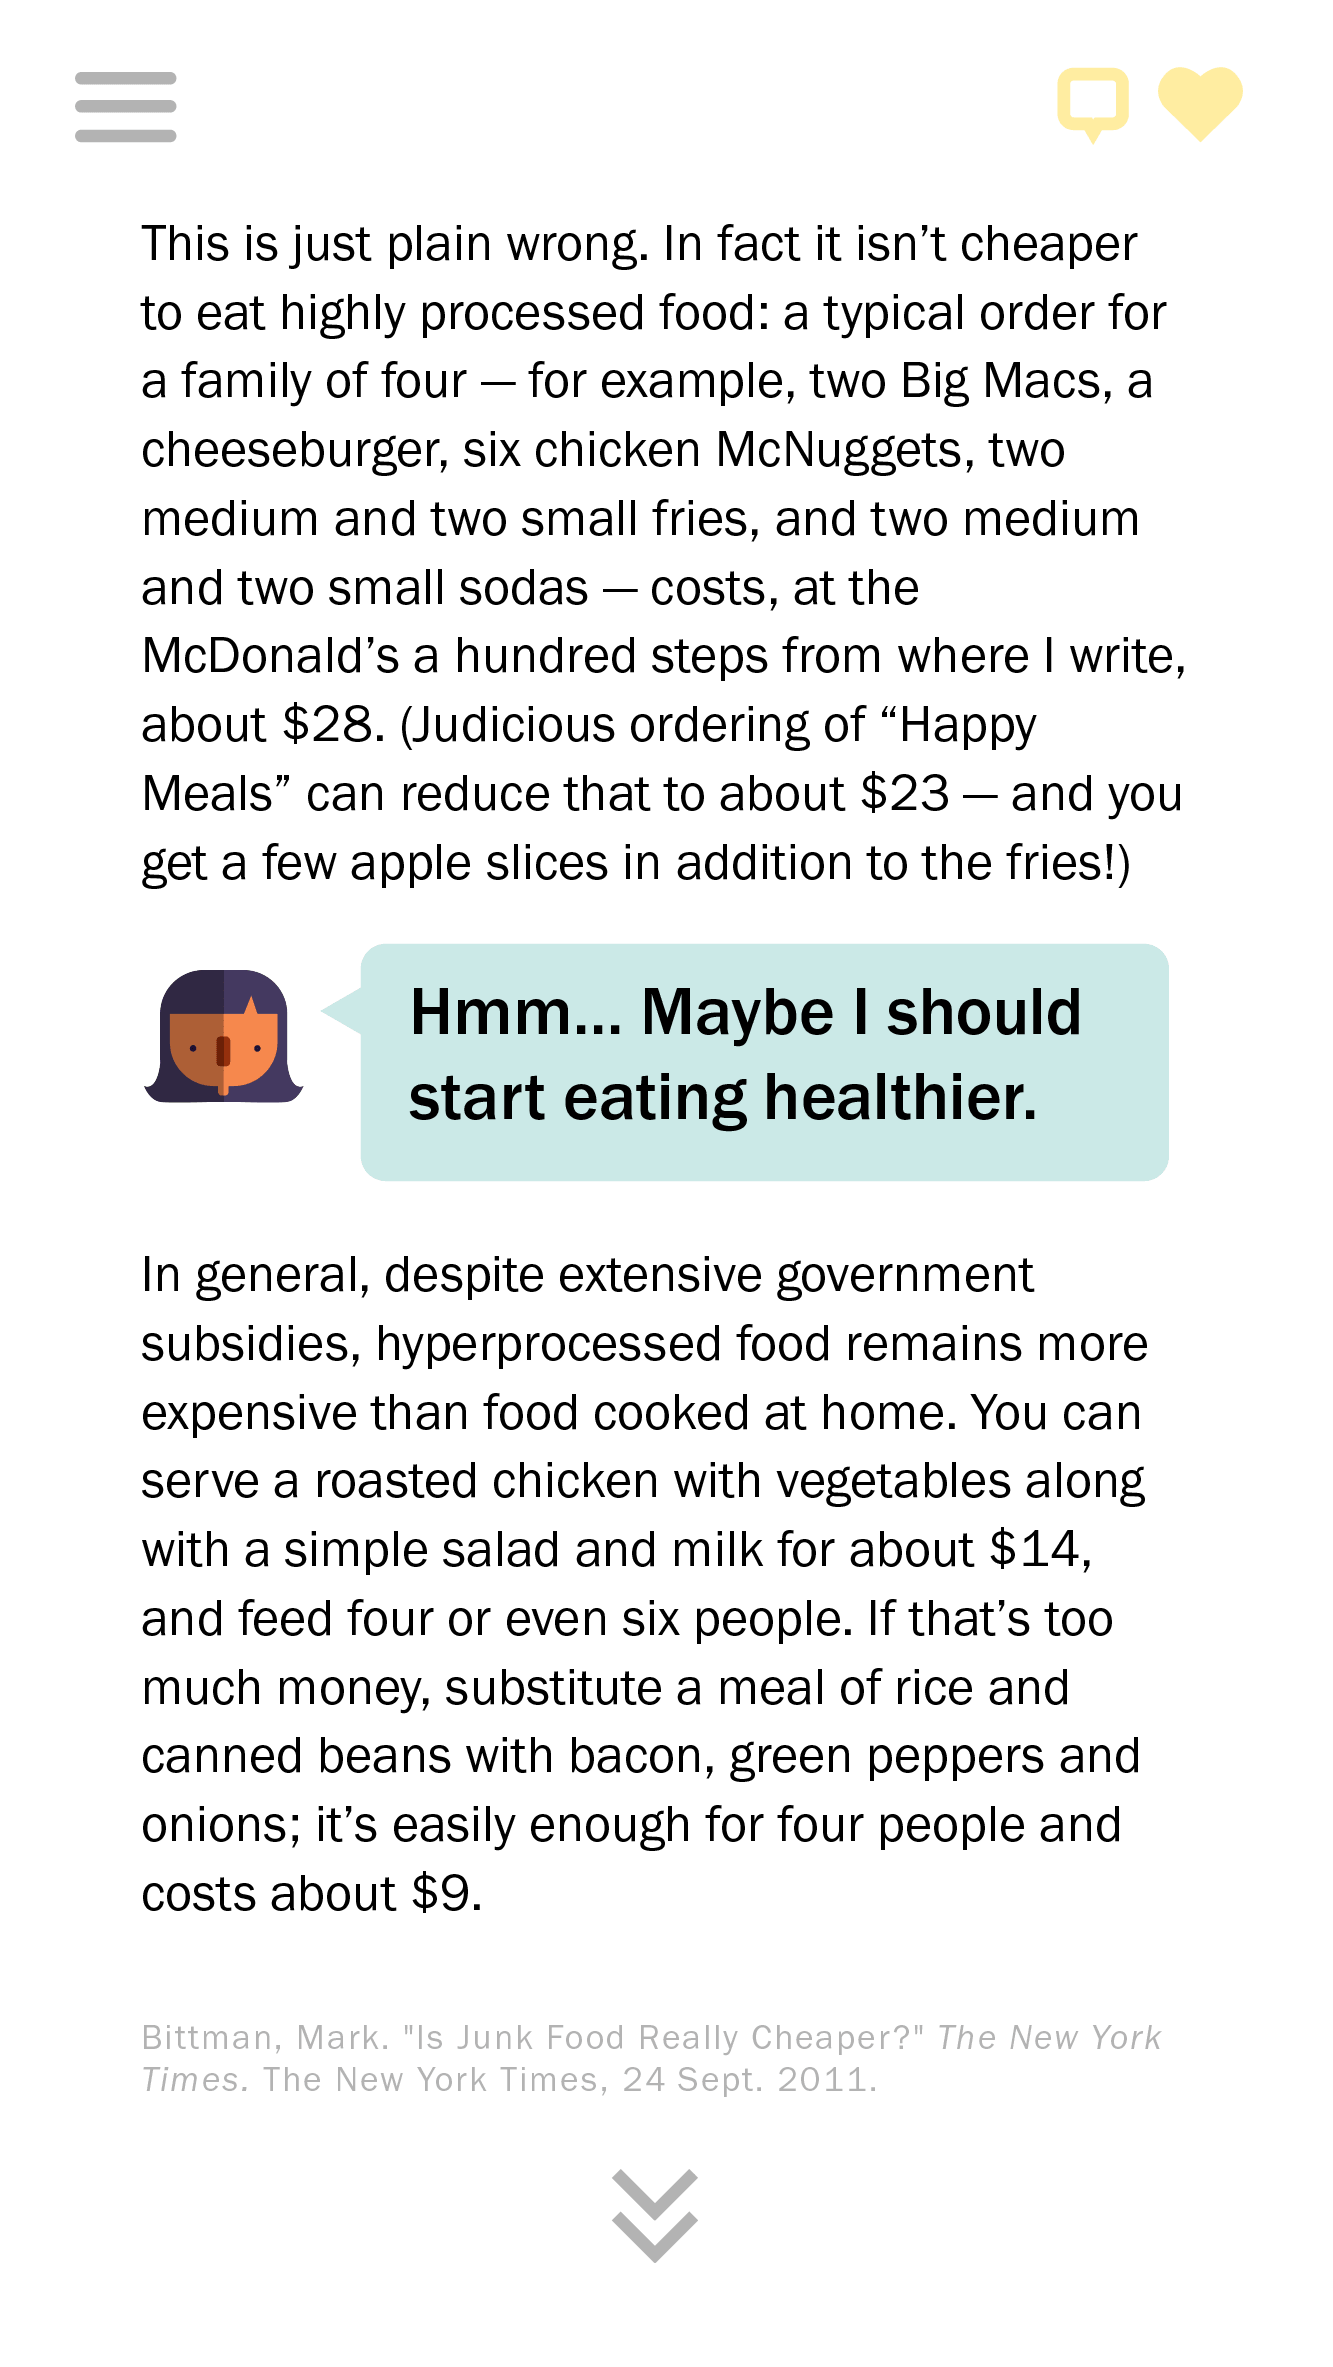 This is just plain wrong. In fact it isn’t cheaper
to eat highly processed food: a typical order for
a family of four — for example, two Big Macs, a
cheeseburger, six chicken McNuggets, two
medium and two small fries, and two medium
and two small sodas — costs, at the
McDonald’s a hundred steps from where I write,
about $28. (Judicious ordering of “Happy
Meals” can reduce that to about $23 — and you
get a few apple slices in addition to the fries!)
Hmm... Maybe I should
start eating healthier.
In general, despite extensive government
subsidies, hyperprocessed food remains more
expensive than food cooked at home. You can
serve a roasted chicken with vegetables along
with a simple salad and milk for about $14,
and feed four or even six people. If that’s too
much money, substitute a meal of rice and
canned beans with bacon, green peppers and
onions; it’s easily enough for four people and
costs about $9.
Bittman, Mark. "Is Junk Food Really Cheaper?" The New York
Times. The New York Times, 24 Sept. 2011.